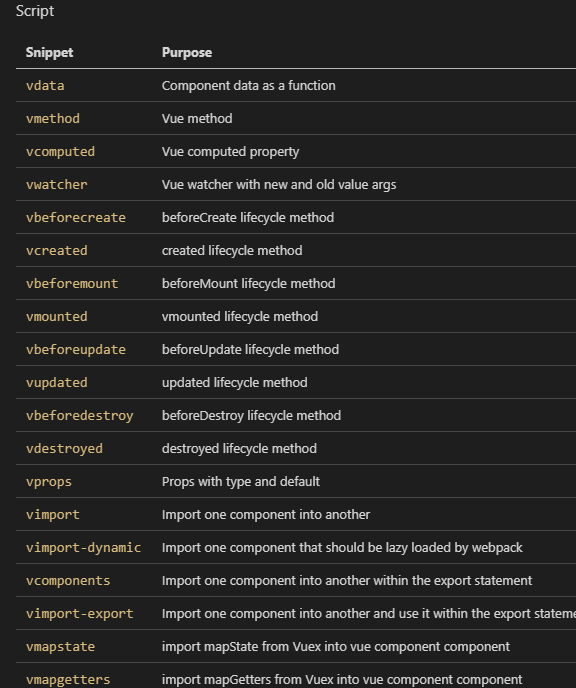 Script
Snippet Purpose
vdata Component data as a function
vmethod Vue method
vcomputed Vue computed property
vwatcher Vue watcher with new and old value args
vbeforecreate beforeCreate lifecycle method
vcreated created lifecycle method
vbeforemount beforeMount lifecycle method
vmounted vmounted lifecycle method
vbeforeupdate beforeUpdate lifecycle method
vupdated updated lifecycle method
vbeforedestroy beforeDestroy lifecycle method
vdestroyed destroyed lifecycle method
vprops Props with type and default
vimport Import one component into another
vimport-dynamic Import one component that should be lazy loaded by webpack
vcomponents Import one component into another within the export statement
vimport-export Import one component into another and use it within the export stateme
vmapstate import mapState from Vuex into vue component component
vmapgetters import mapGetters from Vuex into vue component component